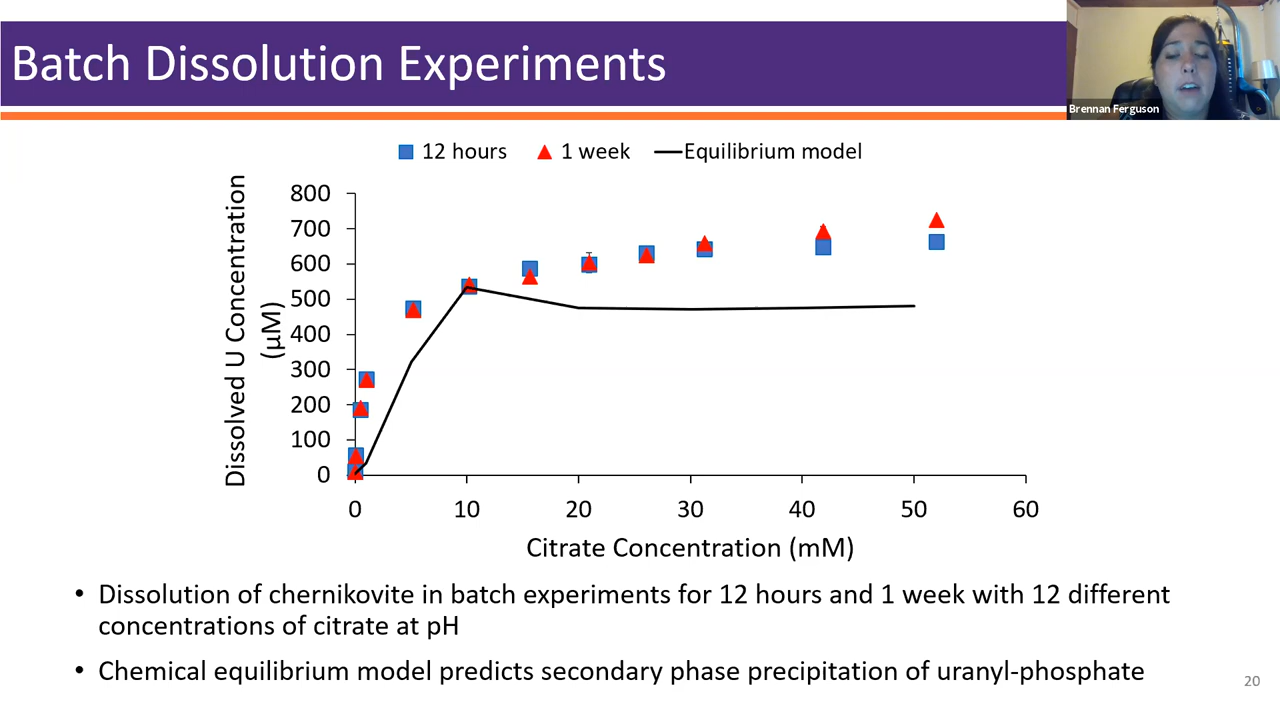 Batch Dissolution Experiments
Brennan Ferguson
12 hours 1 week Equilibrium model
Dissolved U Concentration
(µM)
800
700
600
500
400
300
200
100
0
0 10 20 30 40 50 60
Citrate Concentration (mM)
• Dissolution of chernikovite in batch experiments for 12 hours and 1 week with 12 different
concentrations of citrate at pH
• Chemical equilibrium model predicts secondary phase precipitation of uranyl-phosphate
20